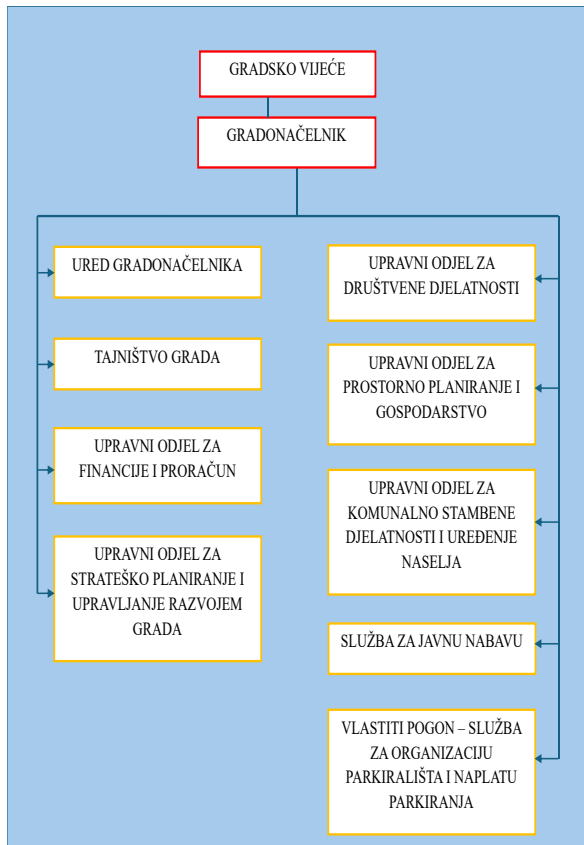 GRADSKO VIJEĆE
GRADONAČELNIK
URED GRADONAČELNIKA
TAJNIŠTVO GRADA
UPRAVNI ODJEL ZA
FINANCIJE I PRORAČUN
UPRAVNI ODJEL ZA
STRATEŠKO PLANIRANJE I
UPRAVLJANJE RAZVOJEM
GRADA
UPRAVNI ODJEL ZA
DRUŠTVENE DJELATNOSTI
UPRAVNI ODJEL ZA
PROSTORNO PLANIRANJE I
GOSPODARSTVO
UPRAVNI ODJEL ZA
KOMUNALNO STAMBENE
DJELATNOSTI I UREĐENJE
NASELJA
SLUŽBA ZA JAVNU NABAVU
VLASTITI POGON – SLUŽBA
ZA ORGANIZACIJU
PARKIRALIŠTA I NAPLATU
PARKIRANJA